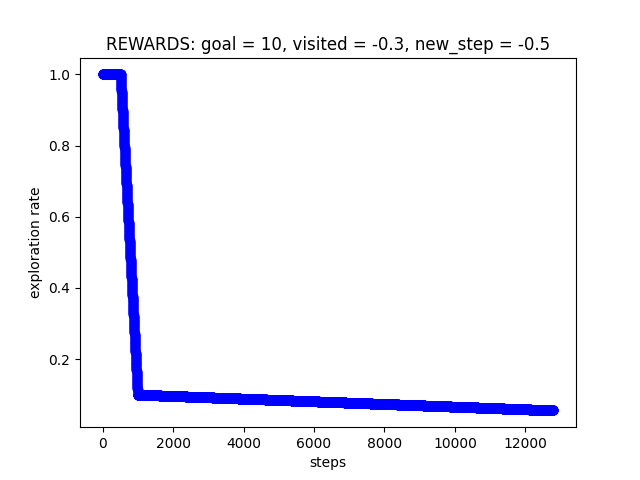 REWARDS: goal = 10, visited = -0.3, new_step = -0.5
1.0
0.8
0.6
0.4
0.2
exploration rate
0 2000 4000 6000 8000 10000 12000
steps